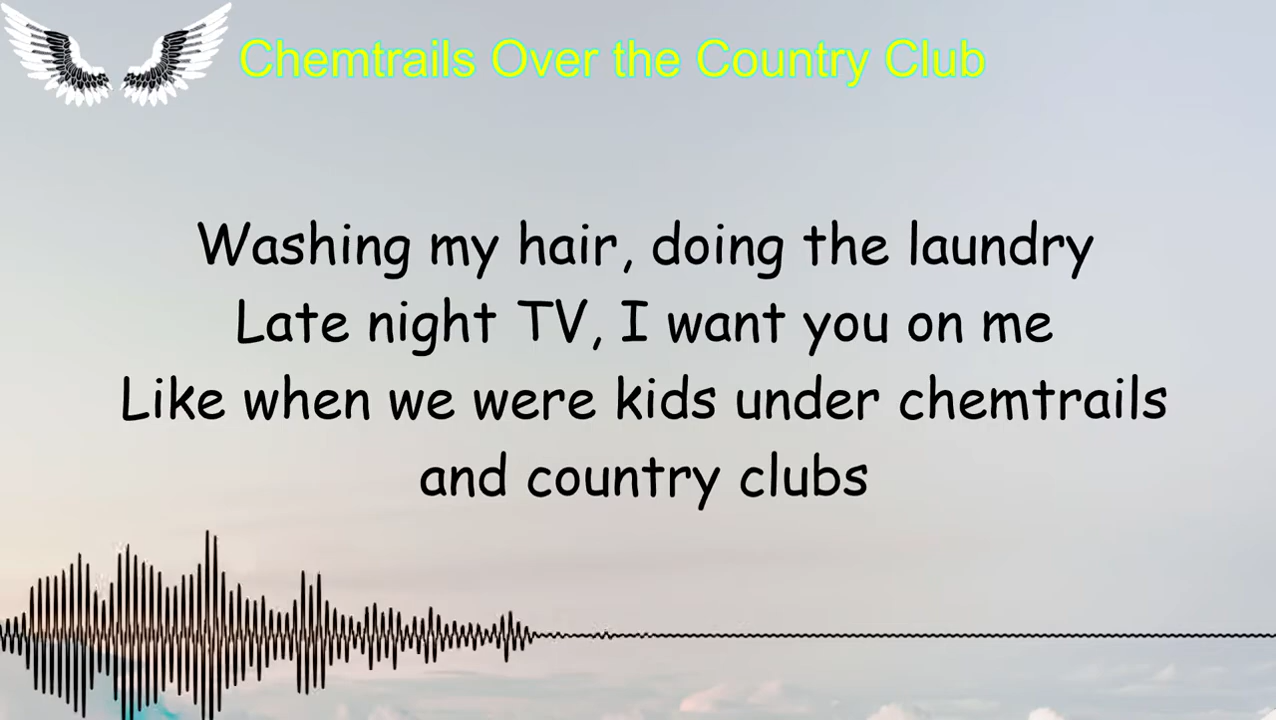 Chemtrails Over the Country Club
Washing my hair, doing the laundry
Late night TV, I want you on me
Like when we were kids under chemtrails
and country clubs